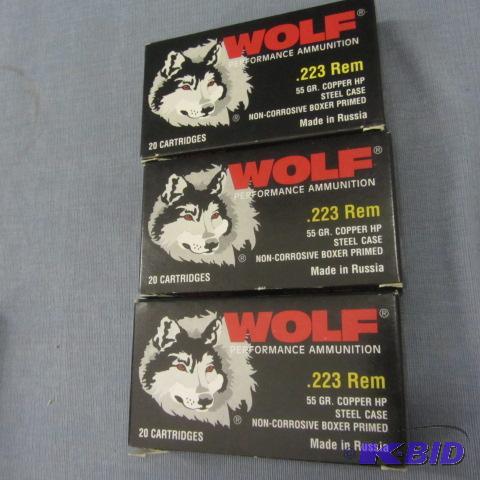 WOLF®
PERFORMANCE AMMUNITION
.223 Rem
55 GR. COPPER HP
STEEL CASE
NON-CORROSIVE BOXER PRIMED
Made in Russia
®
20 CARTRIDGES
WOLF®
PERFORMANCE AMMUNITION
.223 Rem
55 GR. COPPER HP
STEEL CASE
NON-CORROSIVE BOXER PRIMED
Made in Russia
®
20 CARTRIDGES
WOLF®
PERFORMANCE AMMUNITION
.223 Rem
55 GR. COPPER HP
STEEL CASE
NON-CORROSIVE BOXER PRIMED
Made in Russia
®
20 CARTRIDGES
K-BID